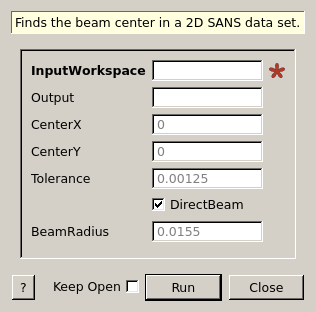 Finds the beam center in a 2D SANS data set.
InputWorkspace *
Output
CenterX 0
CenterY 0
Tolerance 0.00125
DirectBeam
BeamRadius 0.0155
? Keep Open Run Close